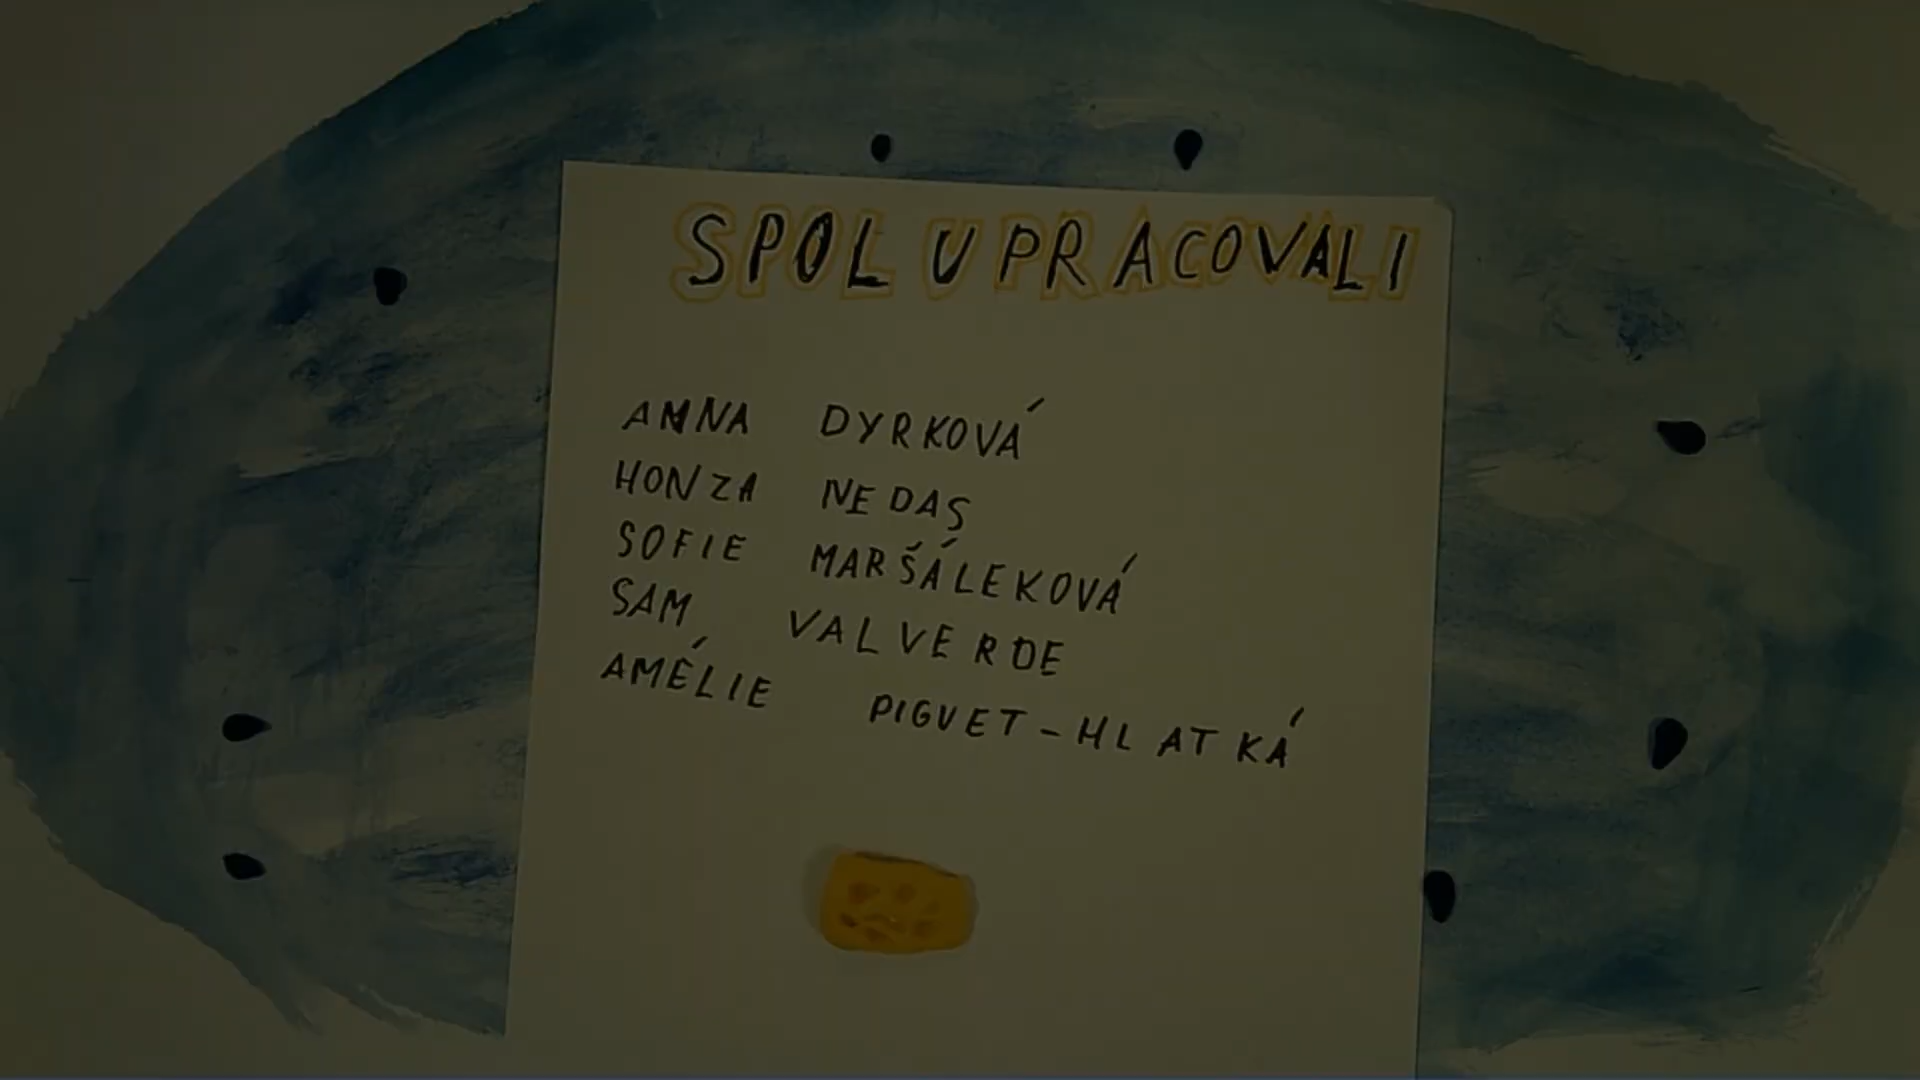 SPOLUPRACOVALI
ANNA DYRKOVÁ
HONZA NEDAS
SOFIE MARŠÁLEKOVÁ
SAM VALVERDE
AMÉLIE PIGUET-HLATKÁ